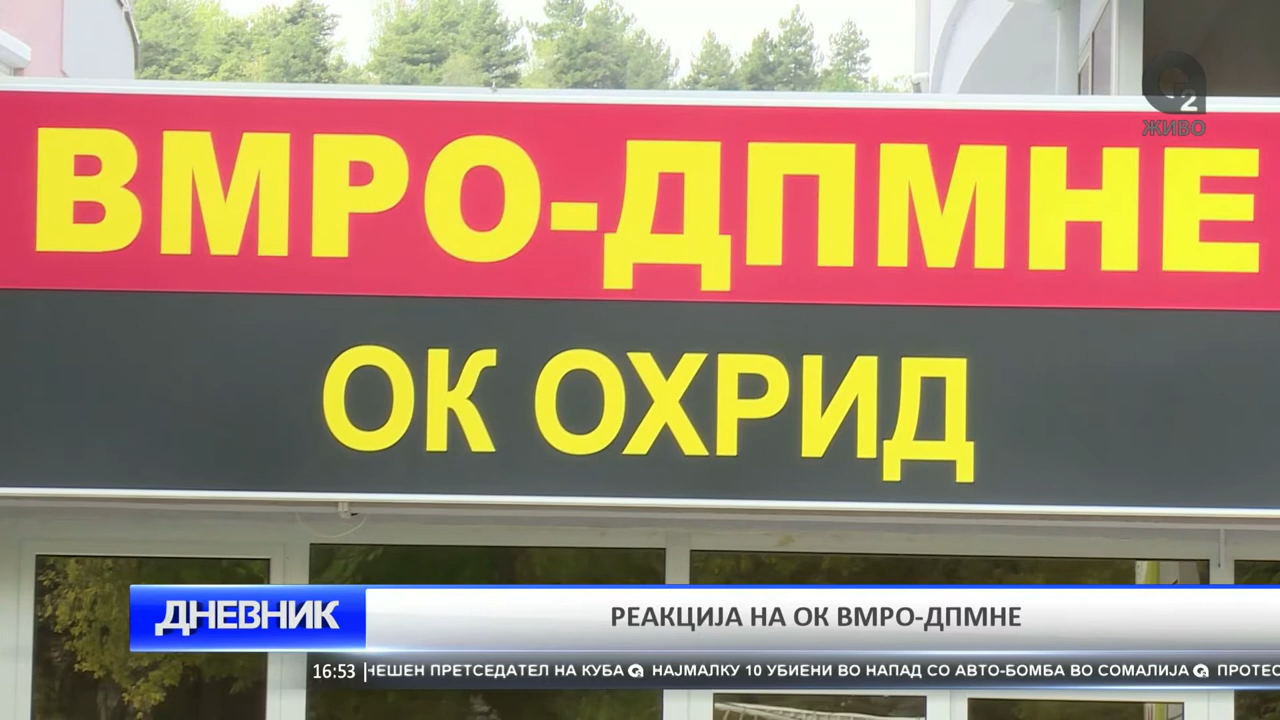 ВМРО-ДПМНЕ
2
ЖИВО
ОК ОХРИД
ДНЕВНИК
РЕАКЦИЈА НА ОК ВМРО-ДПМНЕ
16:53
ПРЕТСЕДАТЕЛ НА КУБА НАЈМАЛКУ 10 УБИЕНИ ВО НАПАД СО АВТО-БОМБА ВО СОМАЛИЈА